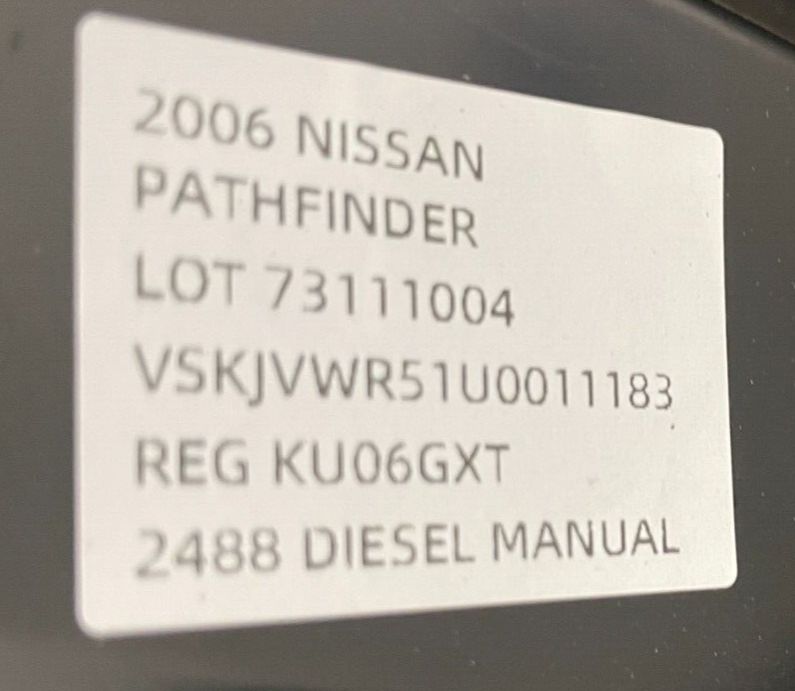 2006 NISSAN
PATHFINDER
LOT 73111004
VSKJVWR51U0011183
REG KU06GXT
2488 DIESEL MANUAL